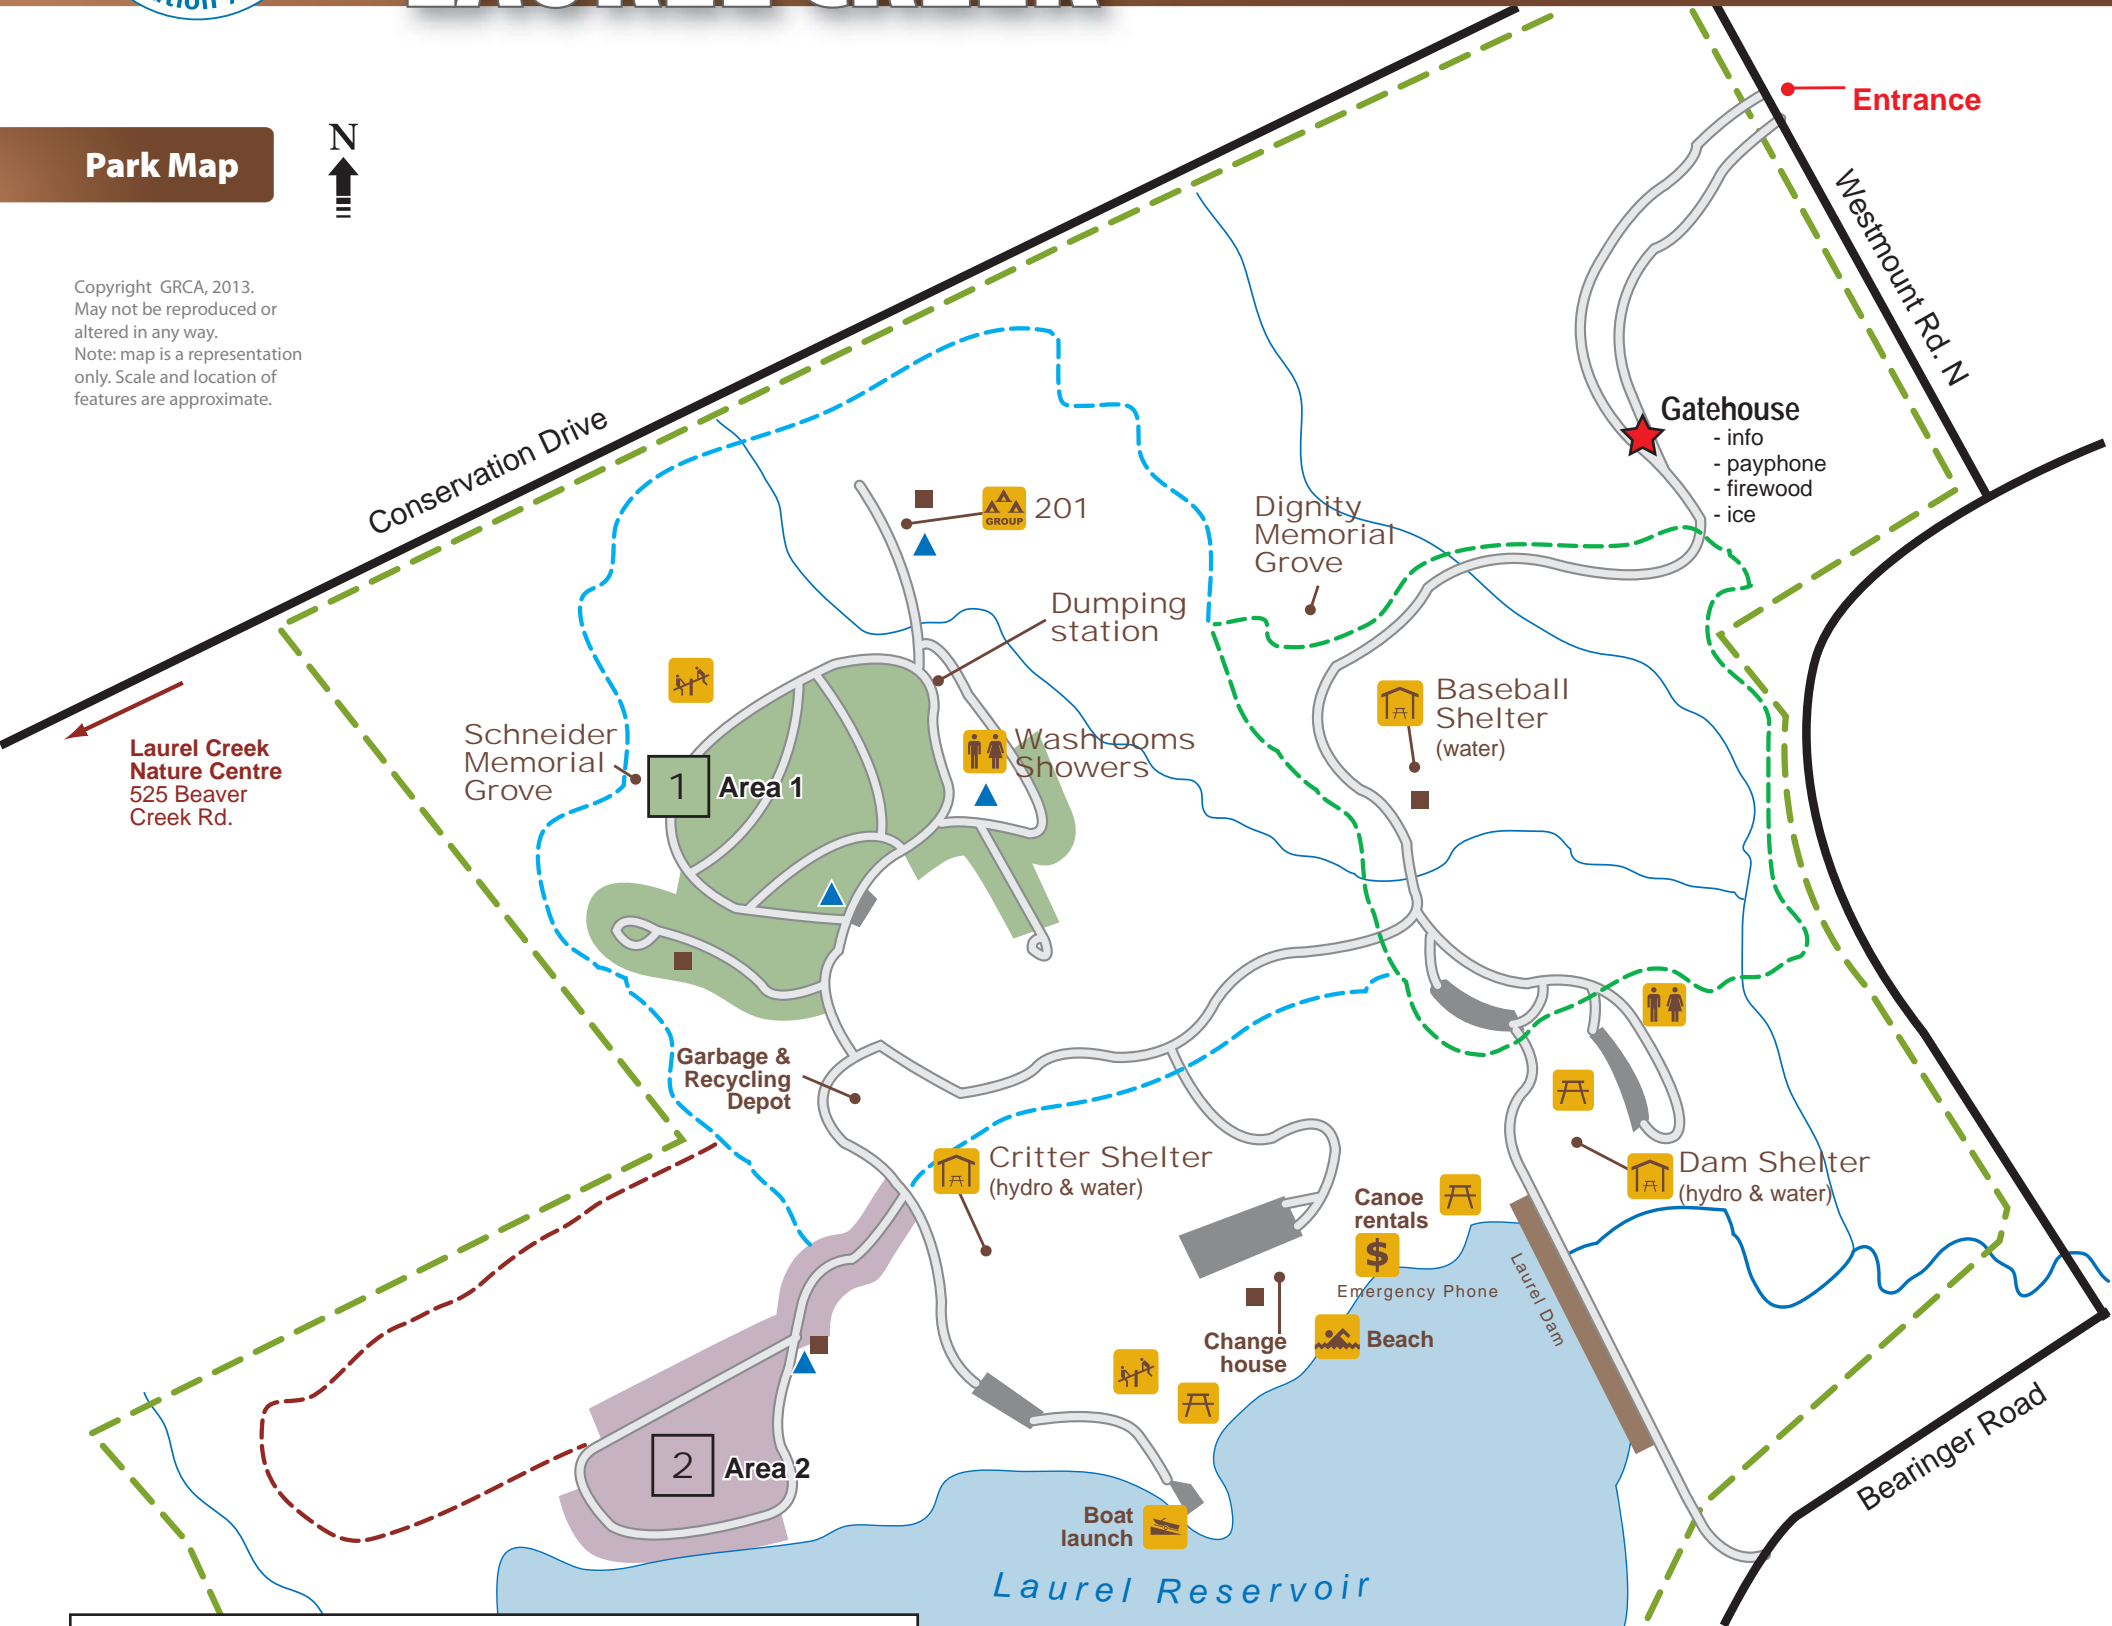 LAUREL CREEK
Park Map
N
Copyright GRCA, 2013.
May not be reproduced or
altered in any way.
Note: map is a representation
only. Scale and location of
features are approximate.
Entrance
Westmount Rd. N
Conservation Drive
Gatehouse
- info
- payphone
- firewood
- ice
GROUP
201
Dignity
Memorial
Grove
Dumping
station
Baseball
Shelter
(water)
Laurel Creek
Nature Centre
525 Beaver
Creek Rd.
Schneider
Memorial
Grove
1
Area 1
Washrooms
Showers
Garbage &
Recycling
Depot
Critter Shelter
(hydro & water)
Dam Shelter
(hydro & water)
Canoe
rentals
$
Emergency Phone
Laurel Dam
Change
house
Beach
2
Area 2
Boat
launch
Bearinger Road
Laurel Reservoir